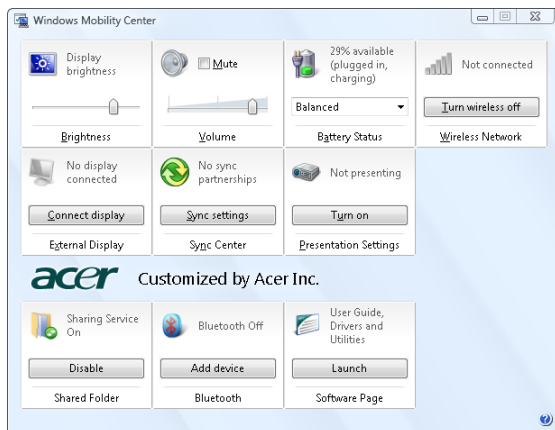 Windows Mobility Center
Display
brightness
Brightness
Mute
Volume
29% available
(plugged in,
charging)
Balanced
Battery Status
Not connected
Turn wireless off
Wireless Network
No display
connected
Connect display
External Display
No sync
partnerships
Sync settings
Sync Center
Not presenting
Turn on
Presentation Settings
acer Customized by Acer Inc.
Sharing Service
On
Disable
Shared Folder
Bluetooth Off
Add device
Bluetooth
User Guide,
Drivers and
Utilities
Launch
Software Page